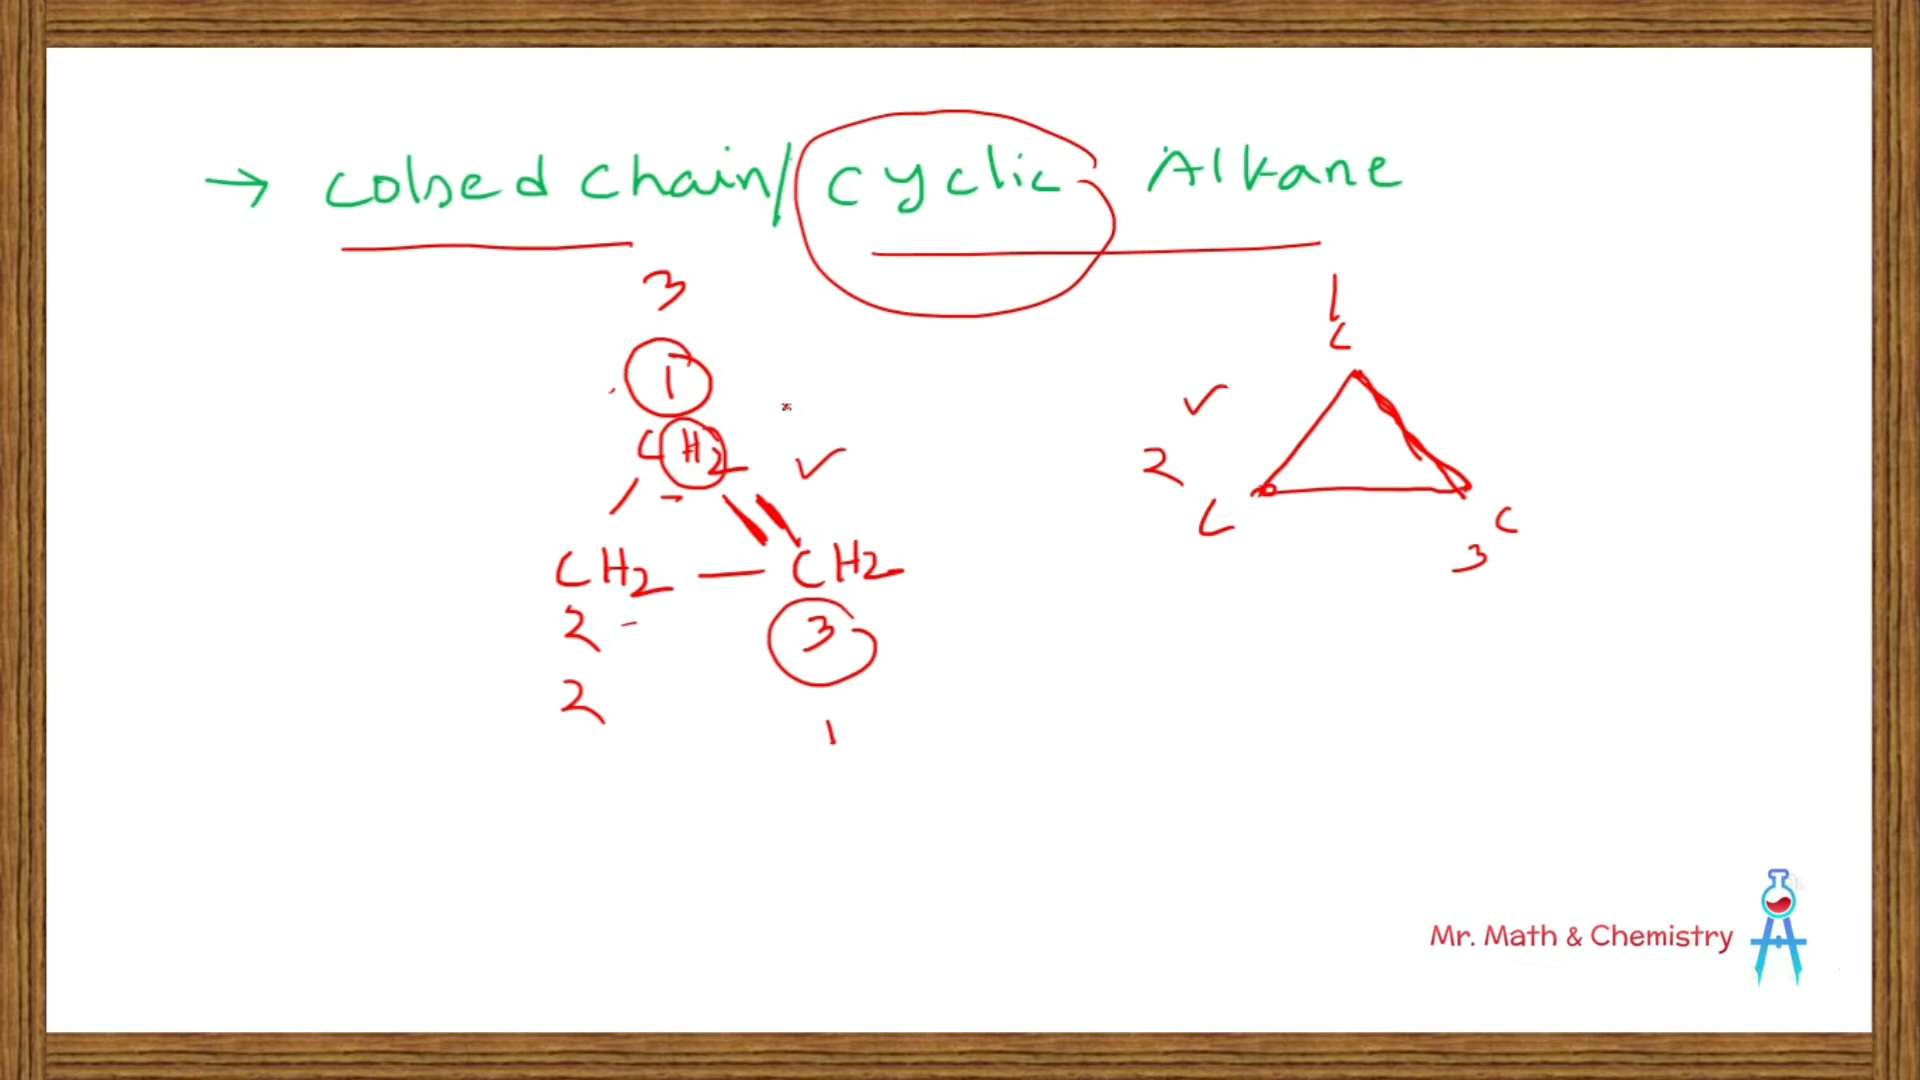 → colsed chain/cyclic Alkane
3
1
1
C
CH2
2
CH2 — CH2
C
C
3
2
3
2
1
Mr. Math & Chemistry